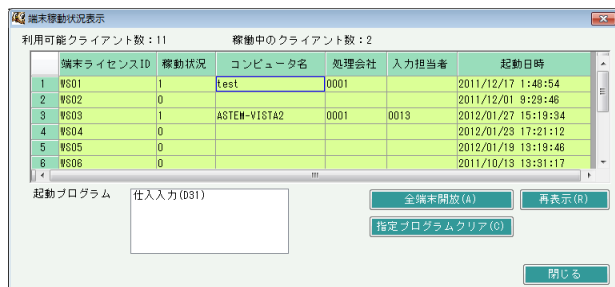 端末稼動状況表示
利用可能クライアント数:11 稼働中のクライアント数:2
端末ライセンスID 稼動状況 コンピュータ名 処理会社 入力担当者 起動日時
1 WS01 1 test 0001 2011/12/17 1:48:54
2 WS02 0 2011/12/01 9:29:46
3 WS03 1 ASTEM-VISTA2 0001 0013 2012/01/27 15:19:34
4 WS04 0 2012/01/23 17:21:12
5 WS05 0 2012/01/19 13:19:46
6 WS06 0 2011/10/13 13:31:17
起動プログラム 仕入入力(D31) 全端末開放(A) 再表示(R)
指定プログラムクリア(C)
閉じる